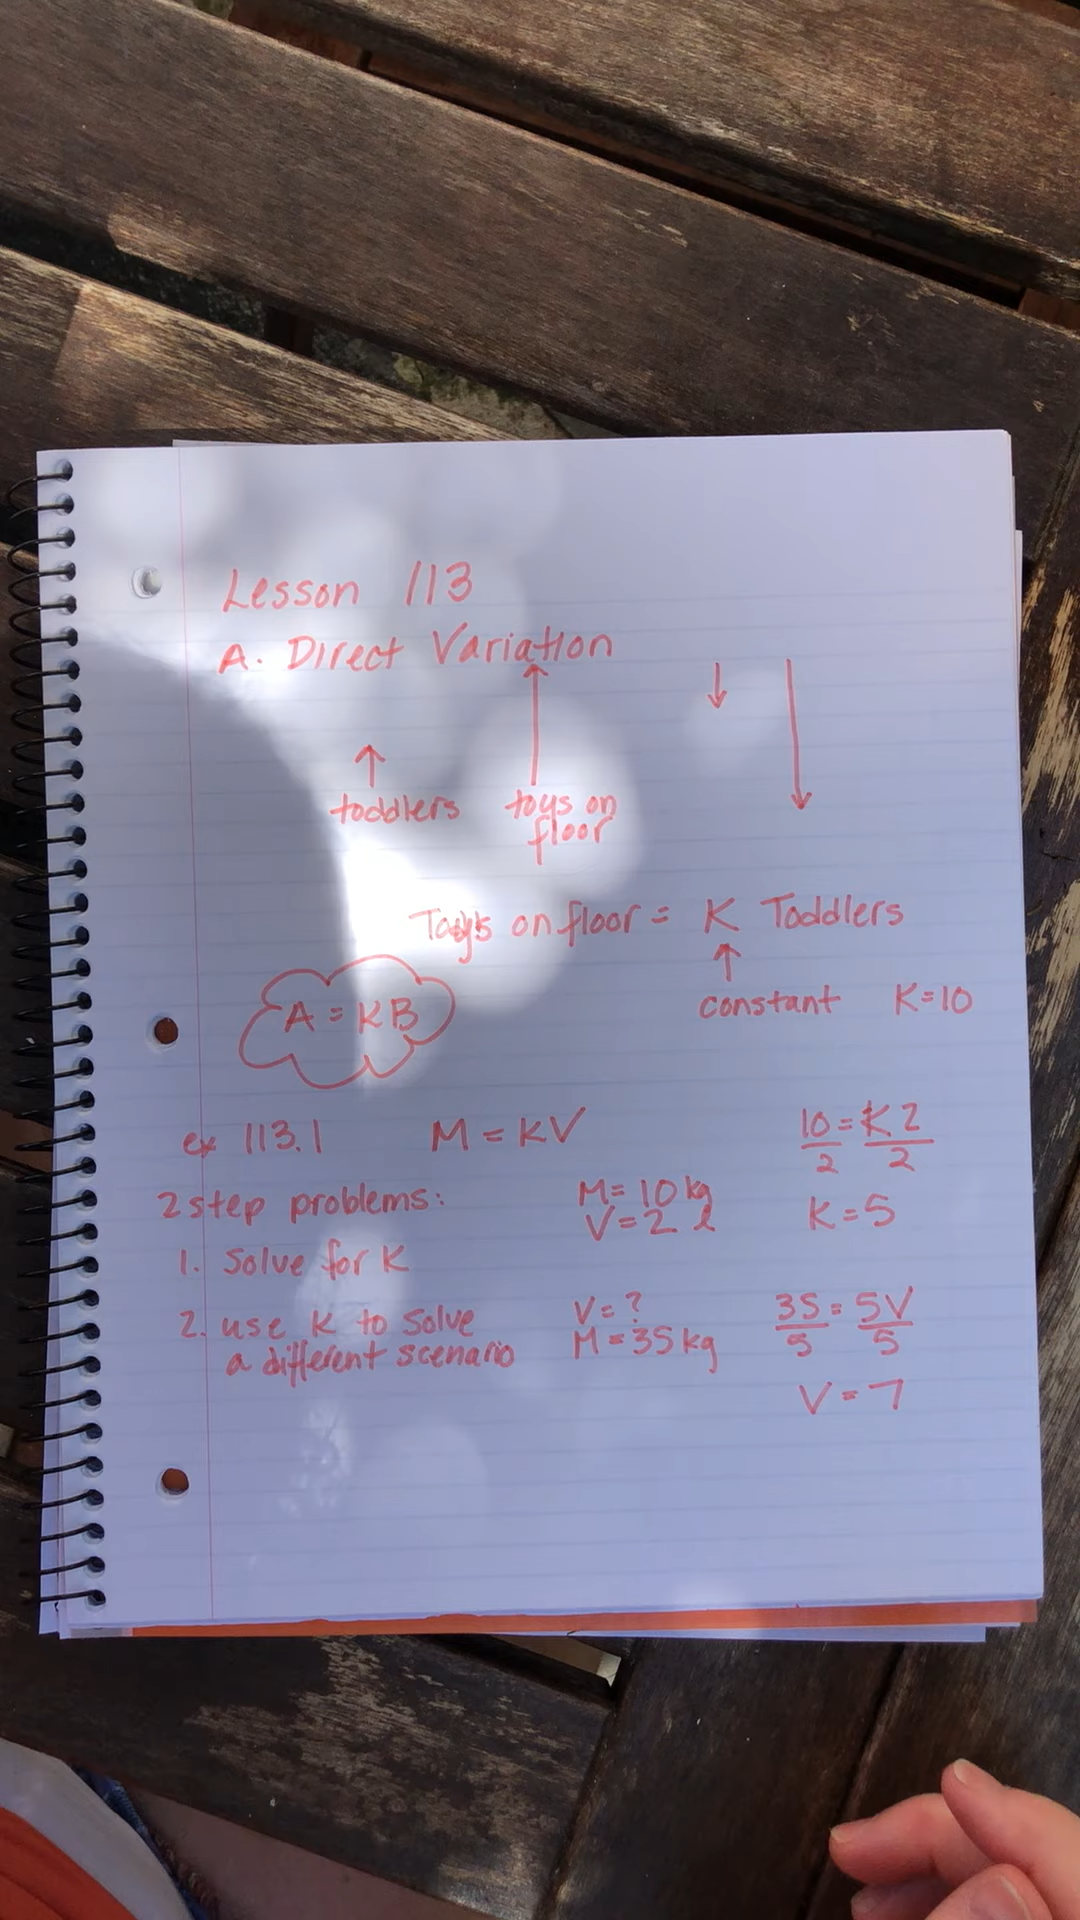 Lesson 113
A. Direct Variation
↑ ↑ ↓ ↓
toddlers toys on
floor
Toys on floor = K Toddlers
↑
A = KB
constant K=10
ex 113.1 M = KV
10/2 = K2/2
2 step problems:
M= 10 kg
V=2 l
K=5
1. Solve for K
2. use K to solve
a different scenario
V= ?
M=35kg
35/5 = 5V/5
V=7